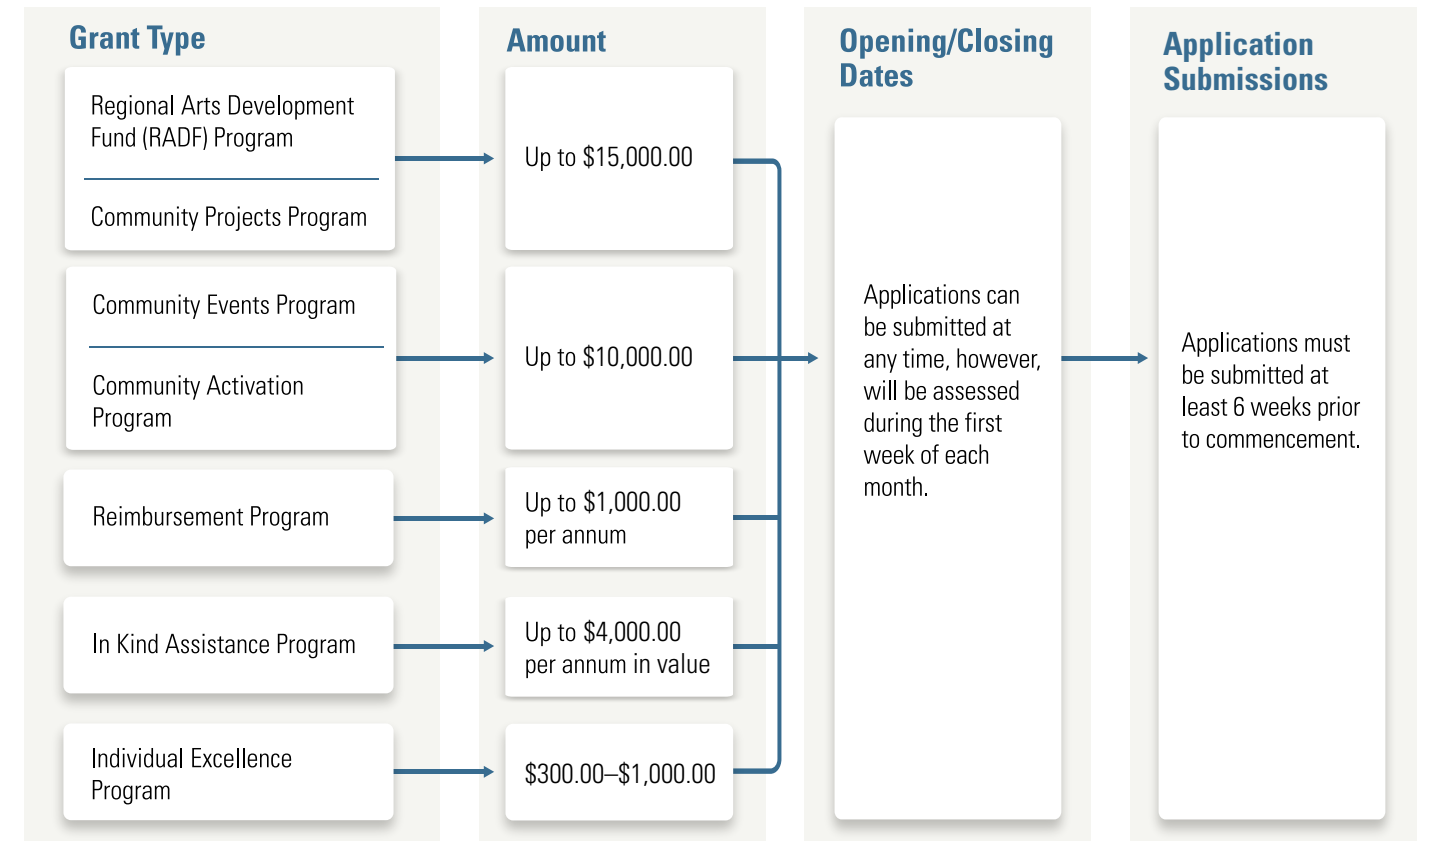 Grant Type
Regional Arts Development
Fund (RADF) Program
Community Projects Program
Community Events Program
Community Activation
Program
Reimbursement Program
In Kind Assistance Program
Individual Excellence
Program
Amount
Up to $15,000.00
Up to $10,000.00
Up to $1,000.00
per annum
Up to $4,000.00
per annum in value
$300.00–$1,000.00
Opening/Closing
Dates
Applications can
be submitted at
any time, however,
will be assessed
during the first
week of each
month.
Application
Submissions
Applications must
be submitted at
least 6 weeks prior
to commencement.